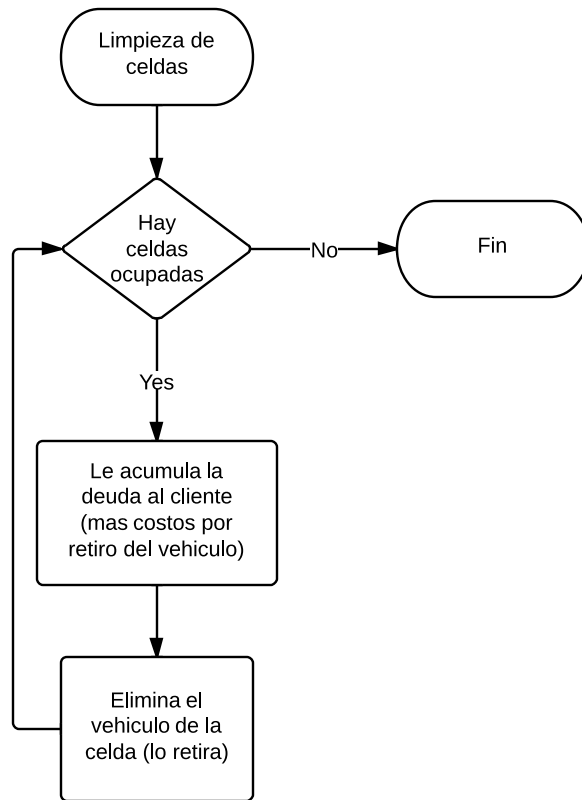 Limpieza de
celdas
Hay
celdas
ocupadas
No
Fin
Yes
Le acumula la
deuda al cliente
(mas costos por
retiro del vehiculo)
Elimina el
vehiculo de la
celda (lo retira)